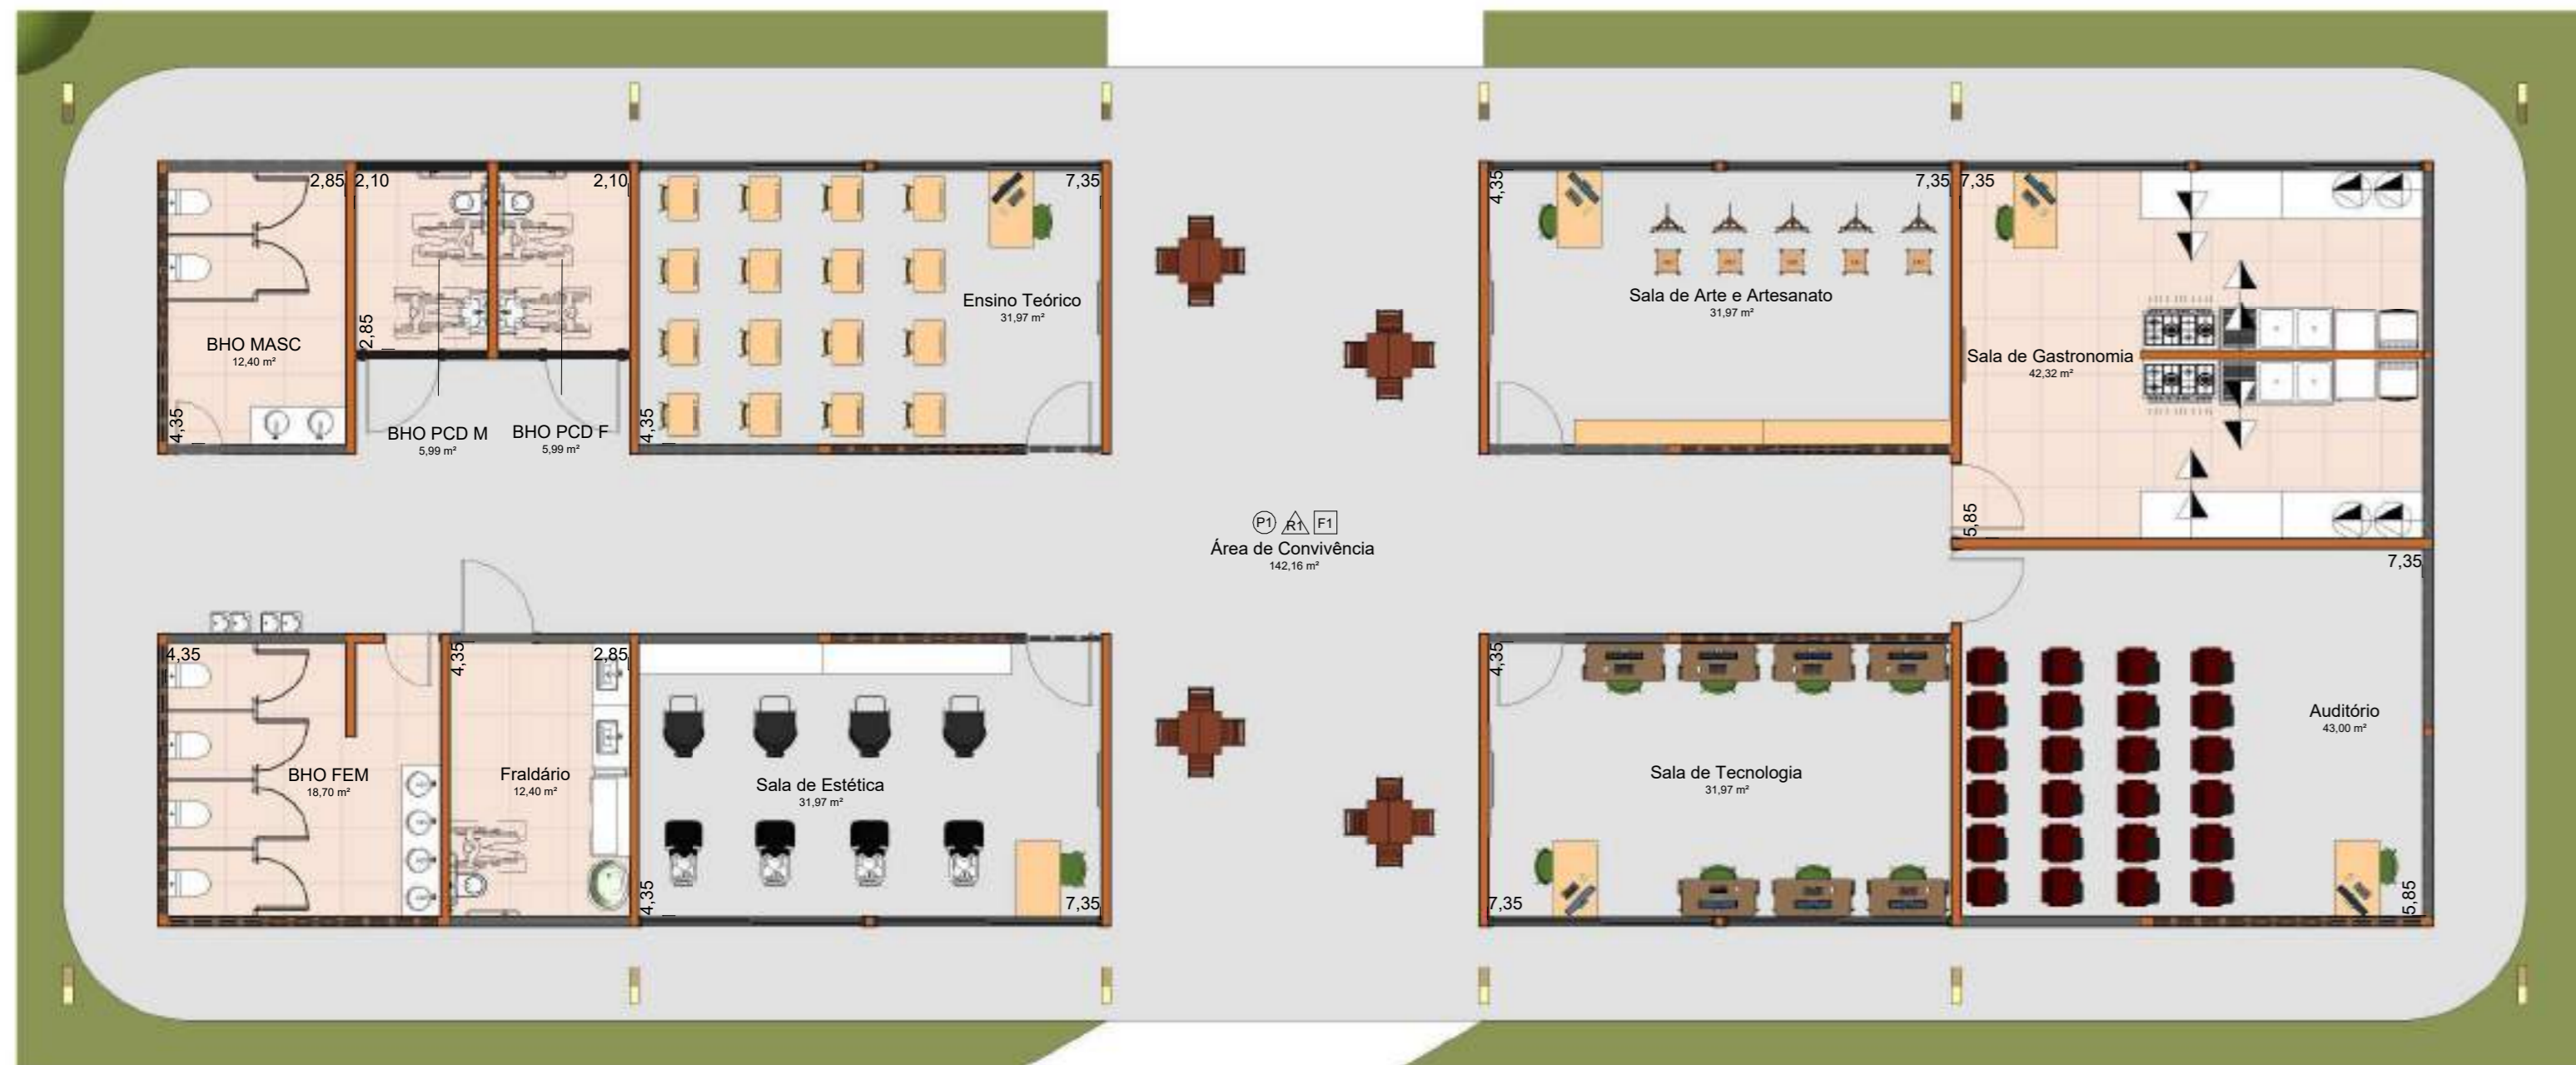 2,85
2,10
2,10
7,35
4,35
7,35
7,35
Ensino Teórico
31,97 m²
Sala de Arte e Artesanato
31,97 m²
2,85
BHO MASC
12,40 m²
Sala de Gastronomia
42,32 m²
4,35
BHO PCD M
5,99 m²
BHO PCD F
5,99 m²
4,35
P1 R1 F1
Área de Convivência
142,16 m²
5,85
7,35
4,35
4,35
2,85
4,35
Auditório
43,00 m²
BHO FEM
18,70 m²
Fraldário
12,40 m²
Sala de Estética
31,97 m²
Sala de Tecnologia
31,97 m²
4,35
7,35
7,35
5,85